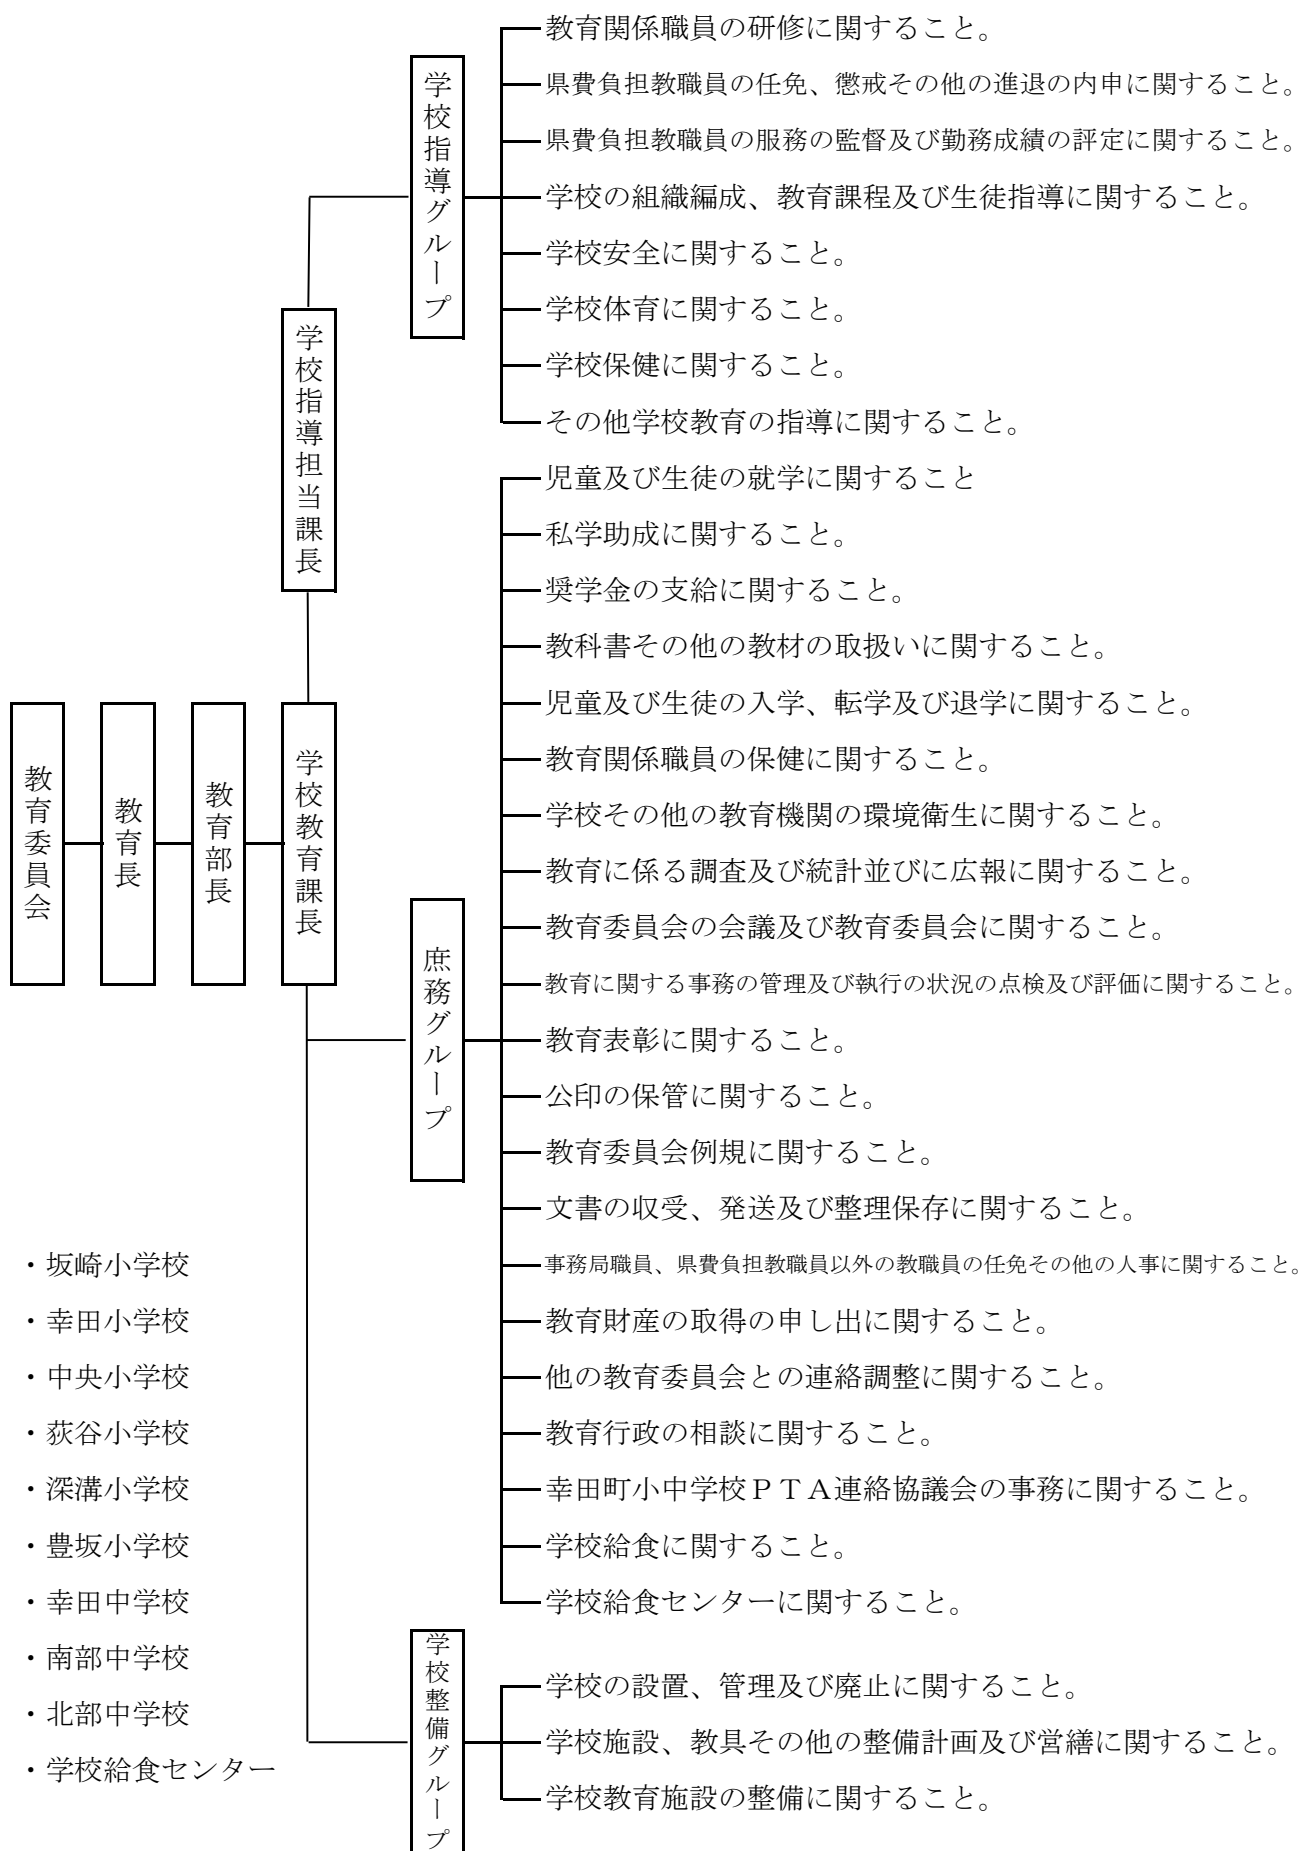 教育委員会
教育長
教育部長
学校教育課長
学校指導担当課長
学校指導グループ
教育関係職員の研修に関すること。
県費負担教職員の任免、懲戒その他の進退の内申に関すること。
県費負担教職員の服務の監督及び勤務成績の評定に関すること。
学校の組織編成、教育課程及び生徒指導に関すること。
学校安全に関すること。
学校体育に関すること。
学校保健に関すること。
その他学校教育の指導に関すること。
庶務グループ
児童及び生徒の就学に関すること
私学助成に関すること。
奨学金の支給に関すること。
教科書その他の教材の取扱いに関すること。
児童及び生徒の入学、転学及び退学に関すること。
教育関係職員の保健に関すること。
学校その他の教育機関の環境衛生に関すること。
教育に係る調査及び統計並びに広報に関すること。
教育委員会の会議及び教育委員会に関すること。
教育に関する事務の管理及び執行の状況の点検及び評価に関すること。
教育表彰に関すること。
公印の保管に関すること。
教育委員会例規に関すること。
文書の収受、発送及び整理保存に関すること。
事務局職員、県費負担教職員以外の教職員の任免その他の人事に関すること。
教育財産の取得の申し出に関すること。
他の教育委員会との連絡調整に関すること。
教育行政の相談に関すること。
幸田町小中学校ＰＴＡ連絡協議会の事務に関すること。
学校給食に関すること。
学校給食センターに関すること。
学校整備グループ
学校の設置、管理及び廃止に関すること。
学校施設、教具その他の整備計画及び営繕に関すること。
学校教育施設の整備に関すること。
・坂崎小学校
・幸田小学校
・中央小学校
・荻谷小学校
・深溝小学校
・豊坂小学校
・幸田中学校
・南部中学校
・北部中学校
・学校給食センター